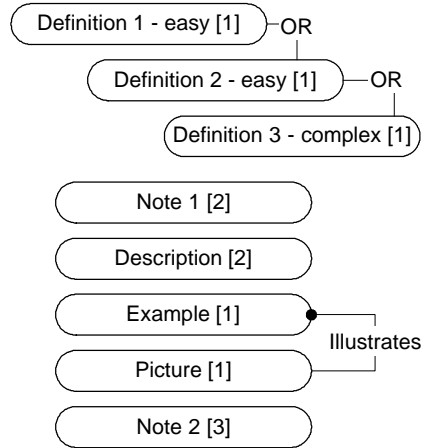 Definition 1 - easy [1]
OR
Definition 2 - easy [1]
OR
Definition 3 - complex [1]
Note 1 [2]
Description [2]
Example [1]
Illustrates
Picture [1]
Note 2 [3]